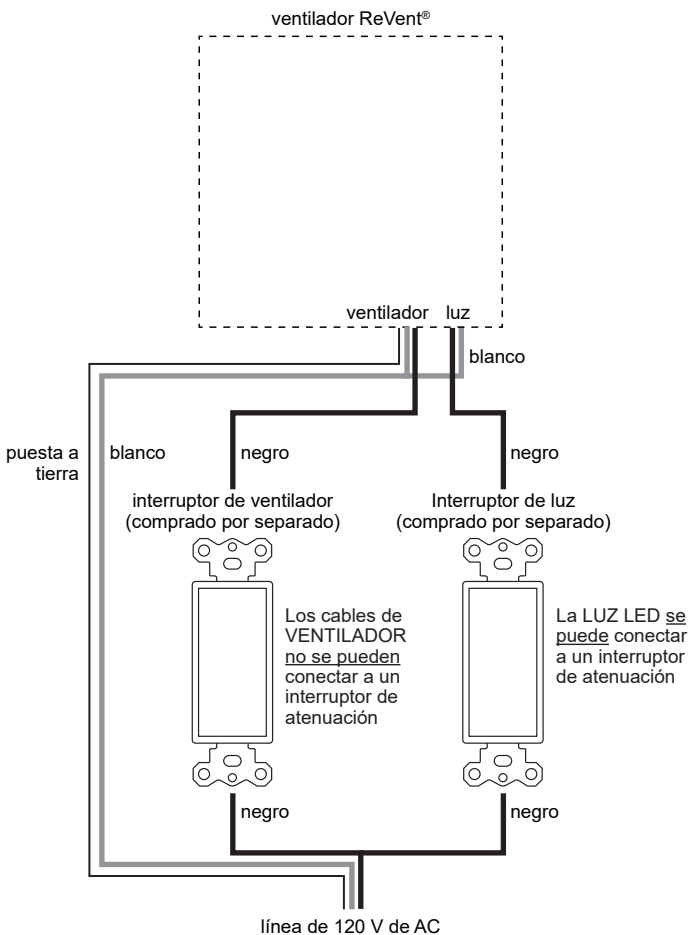 ventilador ReVent®
ventilador luz
blanco
puesta a
tierra
blanco
negro
negro
interruptor de ventilador
(comprado por separado)
Interruptor de luz
(comprado por separado)
Los cables de
VENTILADOR
no se pueden
conectar a un
interruptor de
atenuación
La LUZ LED se
puede conectar
a un interruptor
de atenuación
negro
negro
línea de 120 V de AC